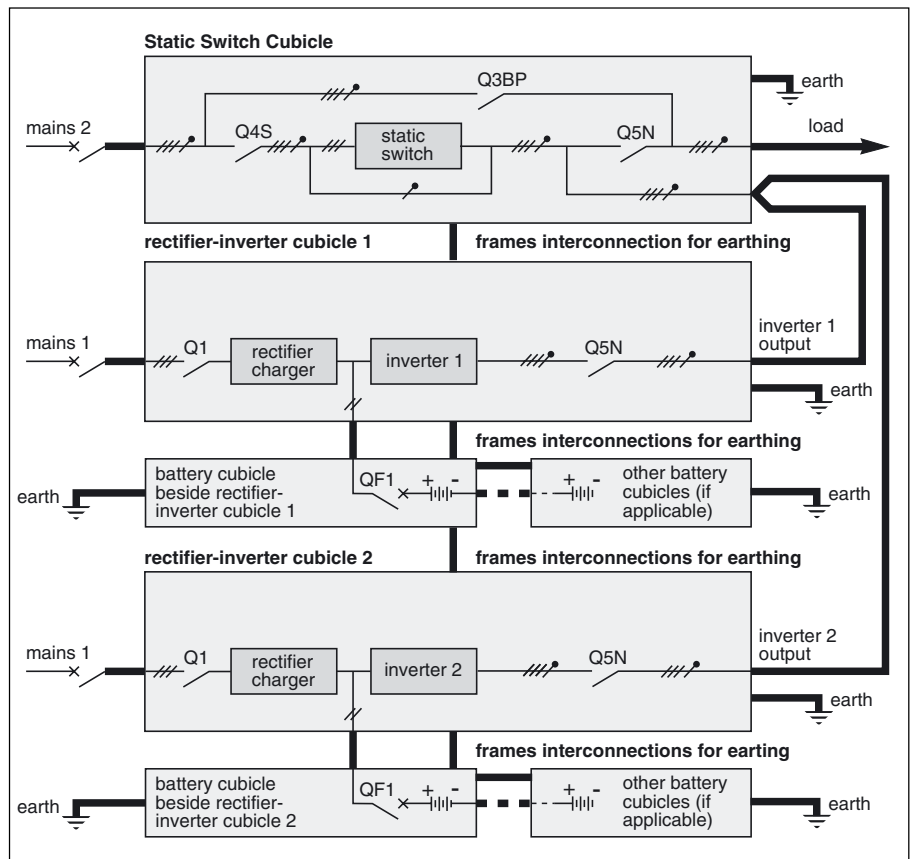 Static Switch Cubicle
Q3BP
earth
mains 2
Q4S
static
switch
Q5N
load
rectifier-inverter cubicle 1
frames interconnection for earthing
mains 1
Q1
rectifier
charger
inverter 1
Q5N
inverter 1
output
earth
frames interconnections for earthing
earth
battery cubicle
beside rectifier-
inverter cubicle 1
QF1
+ -
+ -
other battery
cubicles (if
applicable)
earth
rectifier-inverter cubicle 2
frames interconnections for earthing
mains 1
Q1
rectifier
charger
inverter 2
Q5N
inverter 2
output
earth
frames interconnections for earting
earth
battery cubicle
beside rectifier-
inverter cubicle 2
QF1
+ -
+ -
other battery
cubicles (if
applicable)
earth